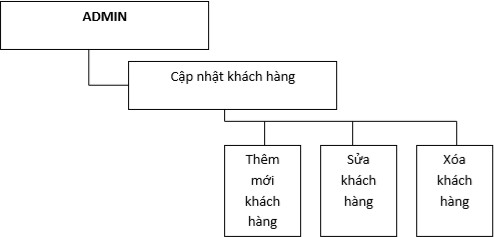 ADMIN
Cập nhật khách hàng
Thêm
mới
khách
hàng
Sửa
khách
hàng
Xóa
khách
hàng